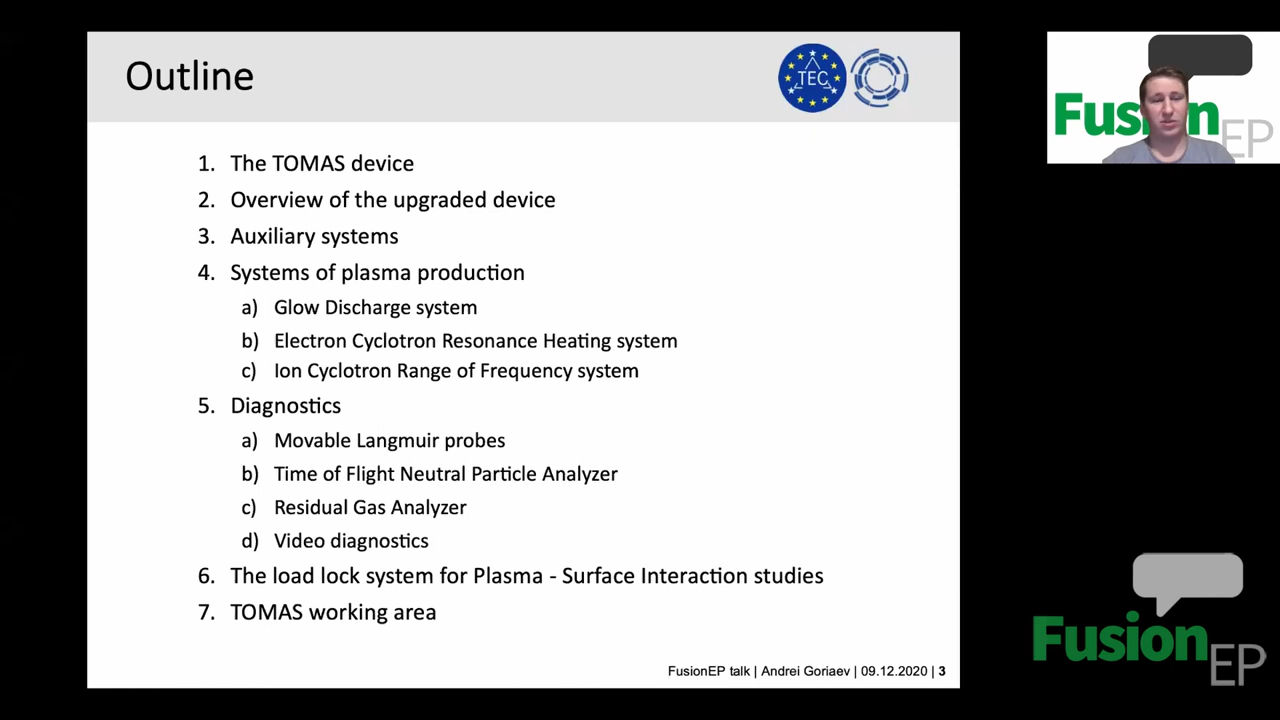 Outline
TEC
1. The TOMAS device
2. Overview of the upgraded device
3. Auxiliary systems
4. Systems of plasma production
a) Glow Discharge system
b) Electron Cyclotron Resonance Heating system
c) Ion Cyclotron Range of Frequency system
5. Diagnostics
a) Movable Langmuir probes
b) Time of Flight Neutral Particle Analyzer
c) Residual Gas Analyzer
d) Video diagnostics
6. The load lock system for Plasma - Surface Interaction studies
7. TOMAS working area
FusionEP talk | Andrei Goriaev | 09.12.2020 | 3
Fus n
EP
Fusion
EP